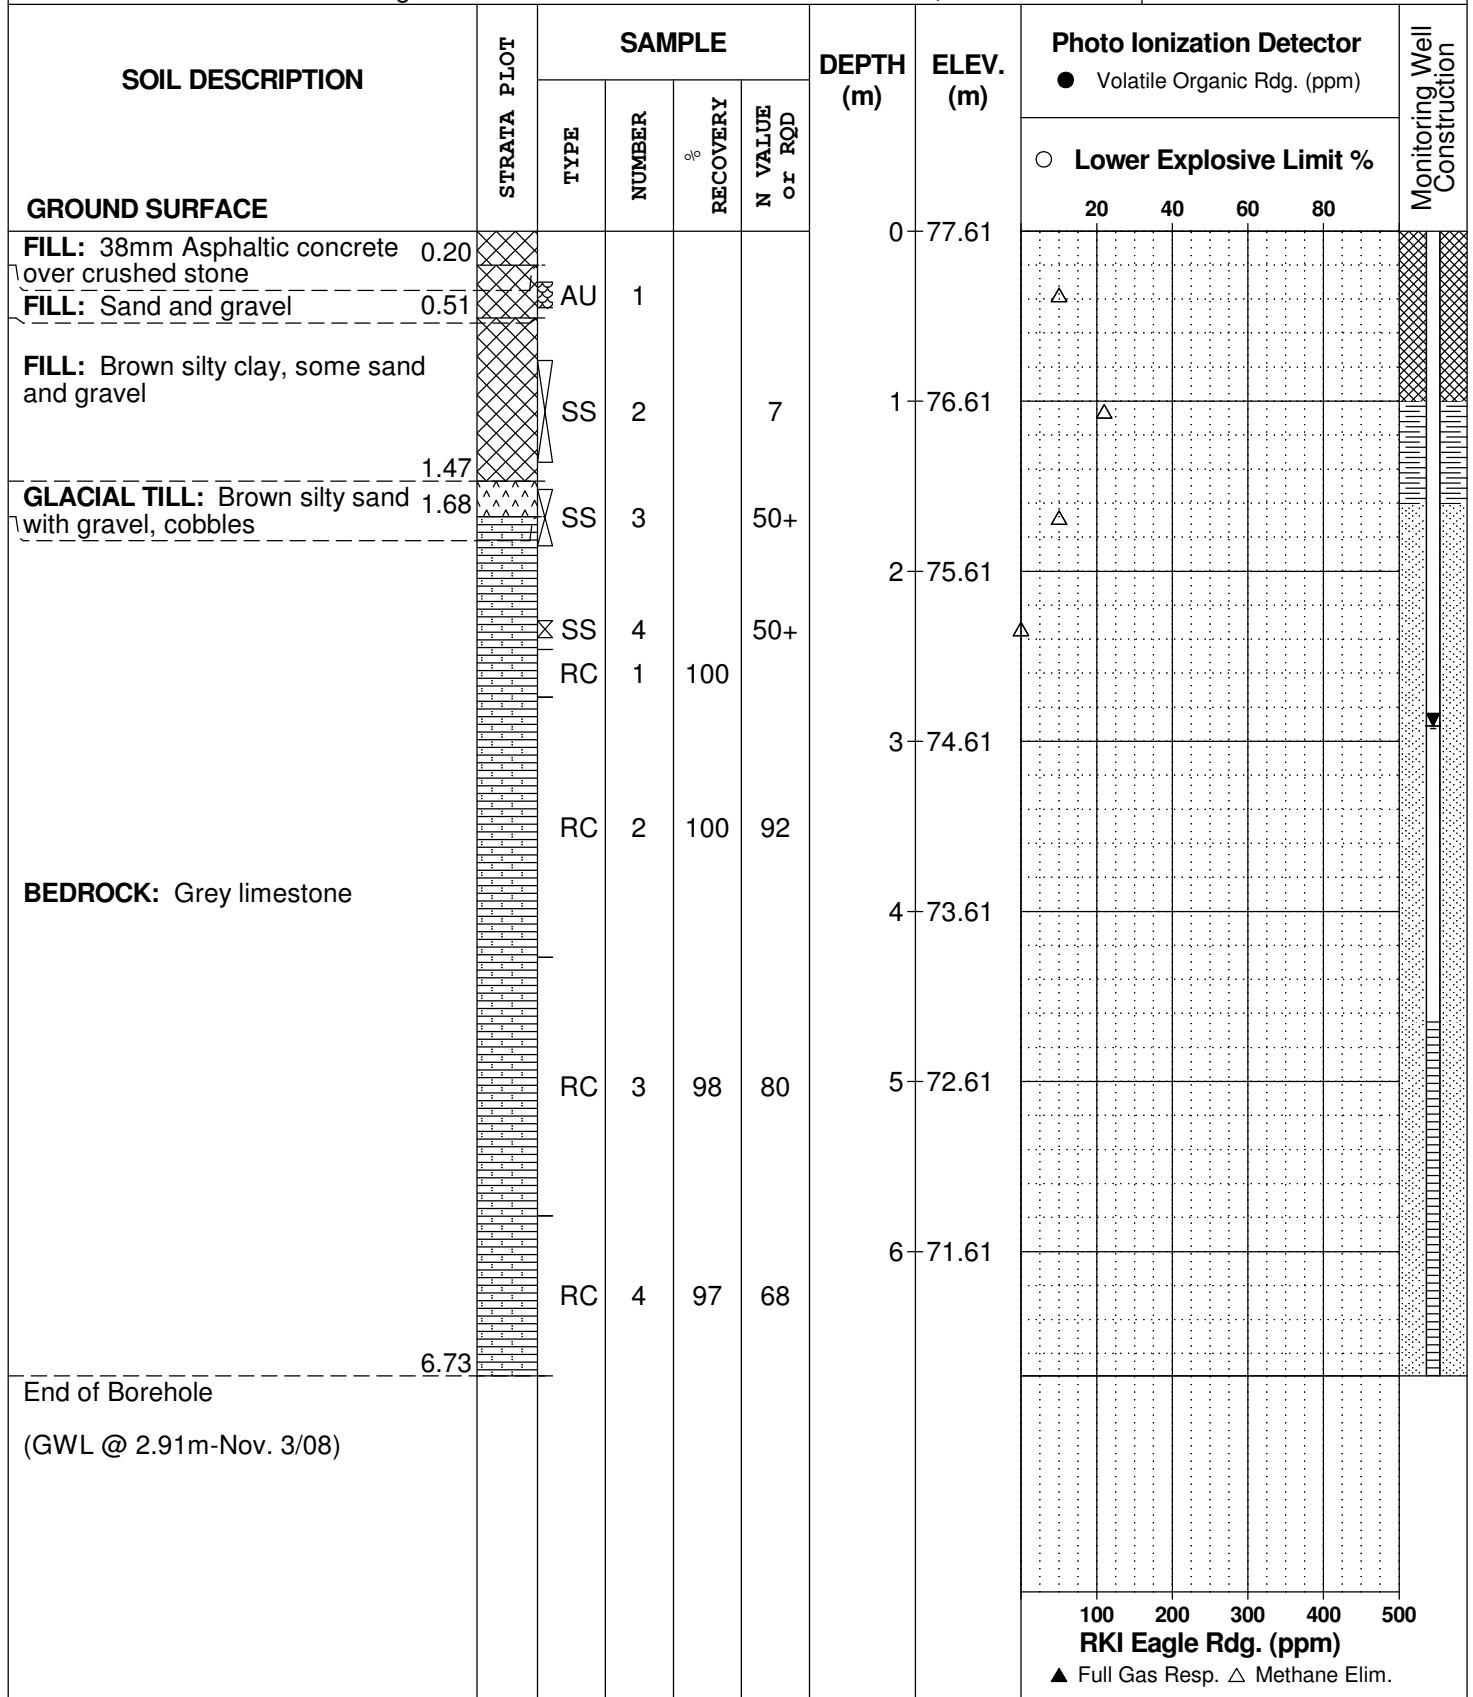 SOIL DESCRIPTION
GROUND SURFACE
STRATA PLOT
SAMPLE
TYPE
NUMBER
%
RECOVERY
N VALUE
or RQD
DEPTH
(m)
ELEV.
(m)
Photo Ionization Detector
● Volatile Organic Rdg. (ppm)
○ Lower Explosive Limit %
20 40 60 80
Monitoring Well
Construction
0 77.61
FILL: 38mm Asphaltic concrete 0.20
over crushed stone
AU 1
FILL: Sand and gravel 0.51
FILL: Brown silty clay, some sand
and gravel
1 76.61
SS 2 7
1.47
GLACIAL TILL: Brown silty sand 1.68
with gravel, cobbles
SS 3 50+
2 75.61
SS 4 50+
RC 1 100
3 74.61
RC 2 100 92
BEDROCK: Grey limestone
4 73.61
RC 3 98 80
5 72.61
6 71.61
RC 4 97 68
6.73
End of Borehole
(GWL @ 2.91m-Nov. 3/08)
100 200 300 400 500
RKI Eagle Rdg. (ppm)
▲ Full Gas Resp. △ Methane Elim.